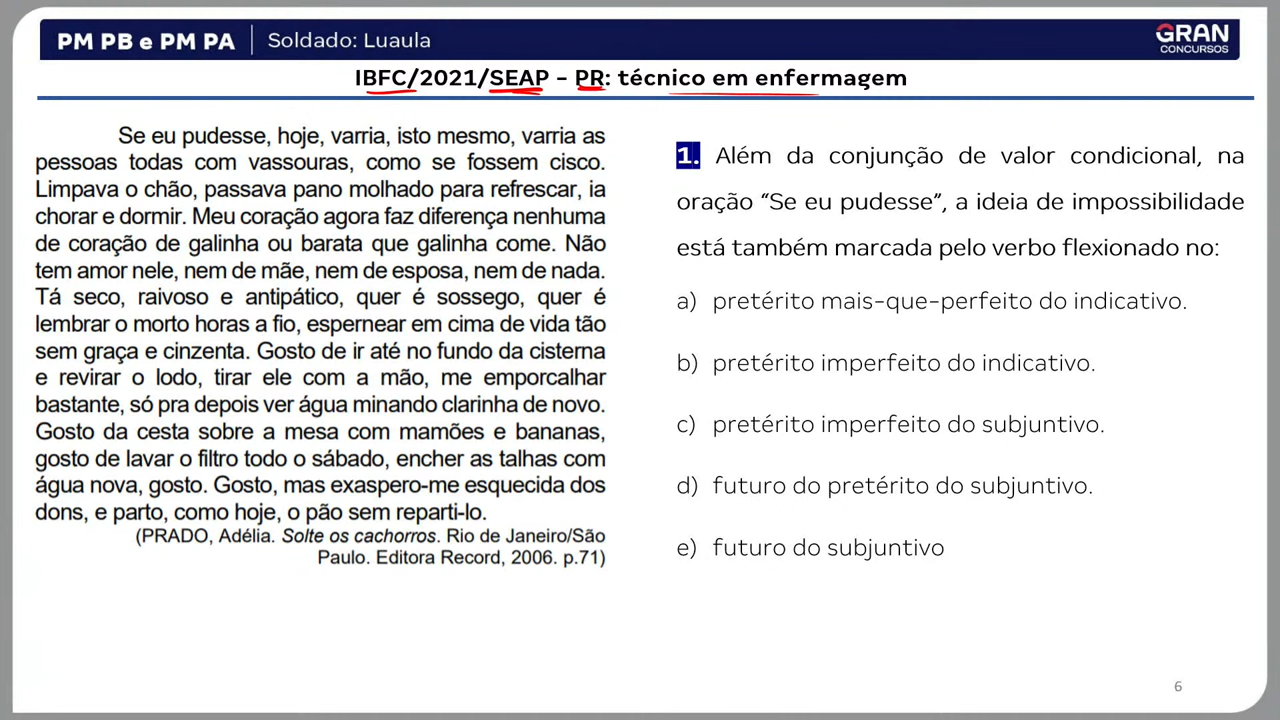 PM PB e PM PA | Soldado: Luaula
GRAN
CONCURSOS
IBFC/2021/SEAP – PR: técnico em enfermagem
Se eu pudesse, hoje, varria, isto mesmo, varria as
pessoas todas com vassouras, como se fossem cisco.
Limpava o chão, passava pano molhado para refrescar, ia
chorar e dormir. Meu coração agora faz diferença nenhuma
de coração de galinha ou barata que galinha come. Não
tem amor nele, nem de mãe, nem de esposa, nem de nada.
Tá seco, raivoso e antipático, quer é sossego, quer é
lembrar o morto horas a fio, espernear em cima de vida tão
sem graça e cinzenta. Gosto de ir até no fundo da cisterna
e revirar o lodo, tirar ele com a mão, me emporcalhar
bastante, só pra depois ver água minando clarinha de novo.
Gosto da cesta sobre a mesa com mamões e bananas,
gosto de lavar o filtro todo o sábado, encher as talhas com
água nova, gosto. Gosto, mas exaspero-me esquecida dos
dons, e parto, como hoje, o pão sem reparti-lo.
(PRADO, Adélia. Solte os cachorros. Rio de Janeiro/São
Paulo. Editora Record, 2006. p.71)
1. Além da conjunção de valor condicional, na
oração “Se eu pudesse”, a ideia de impossibilidade
está também marcada pelo verbo flexionado no:
a) pretérito mais-que-perfeito do indicativo.
b) pretérito imperfeito do indicativo.
c) pretérito imperfeito do subjuntivo.
d) futuro do pretérito do subjuntivo.
e) futuro do subjuntivo
6